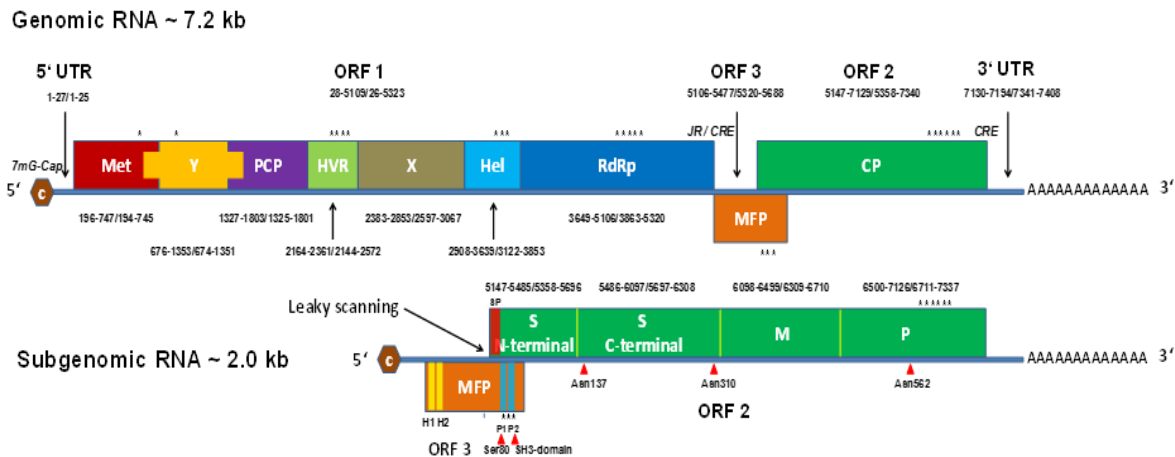 Genomic RNA ~ 7.2 kb
5‘ UTR ORF 1 ORF 3 ORF 2 3‘ UTR
1-27/1-25 28-5109/26-5323 5106-5477/5320-5688 5147-7129/5358-7340 7130-7194/7341-7408
JR/ CRE CRE
7mG-Cap
Met Y PCP HVR X Hel RdRp CP
5‘ C AAAAAAAAAAAAA 3‘
MFP
196-747/194-745 1327-1803/1325-1801 2383-2853/2597-3067 3649-5106/3863-5320
676-1353/674-1351 2164-2361/2144-2572 2908-3639/3122-3853
5147-5485/5358-5696 5486-6097/5697-6308 6098-6499/6309-6710 6500-7126/6711-7337
SP
Leaky scanning
S N-terminal
S C-terminal
M
P
Subgenomic RNA ~ 2.0 kb
5‘ C AAAAAAAAAAAAA 3‘
MFP
Asn137 Asn310 Asn562
ORF 2
H1 H2 P1 P2
ORF 3 Ser80 SH3-domain